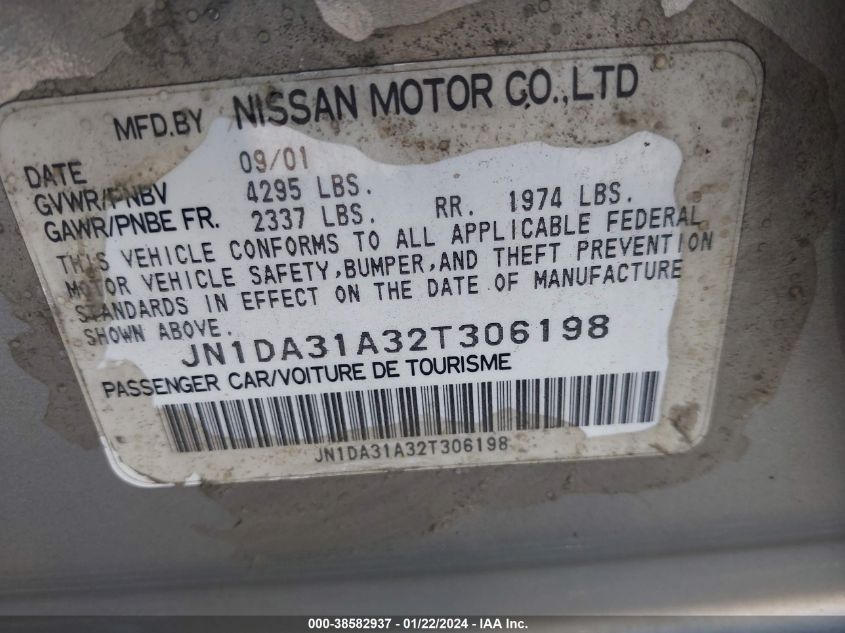 MFD.BY NISSAN MOTOR CO.,LTD
DATE 09/01
GVWR/PNBV 4295 LBS.
GAWR/PNBE FR. 2337 LBS. RR. 1974 LBS.
THIS VEHICLE CONFORMS TO ALL APPLICABLE FEDERAL
MOTOR VEHICLE SAFETY,BUMPER,AND THEFT PREVENTION
STANDARDS IN EFFECT ON THE DATE OF MANUFACTURE
SHOWN ABOVE.
JN1DA31A32T306198
PASSENGER CAR/VOITURE DE TOURISME
JN1DA31A32T306198
000-38582937 - 01/22/2024 - IAA Inc.